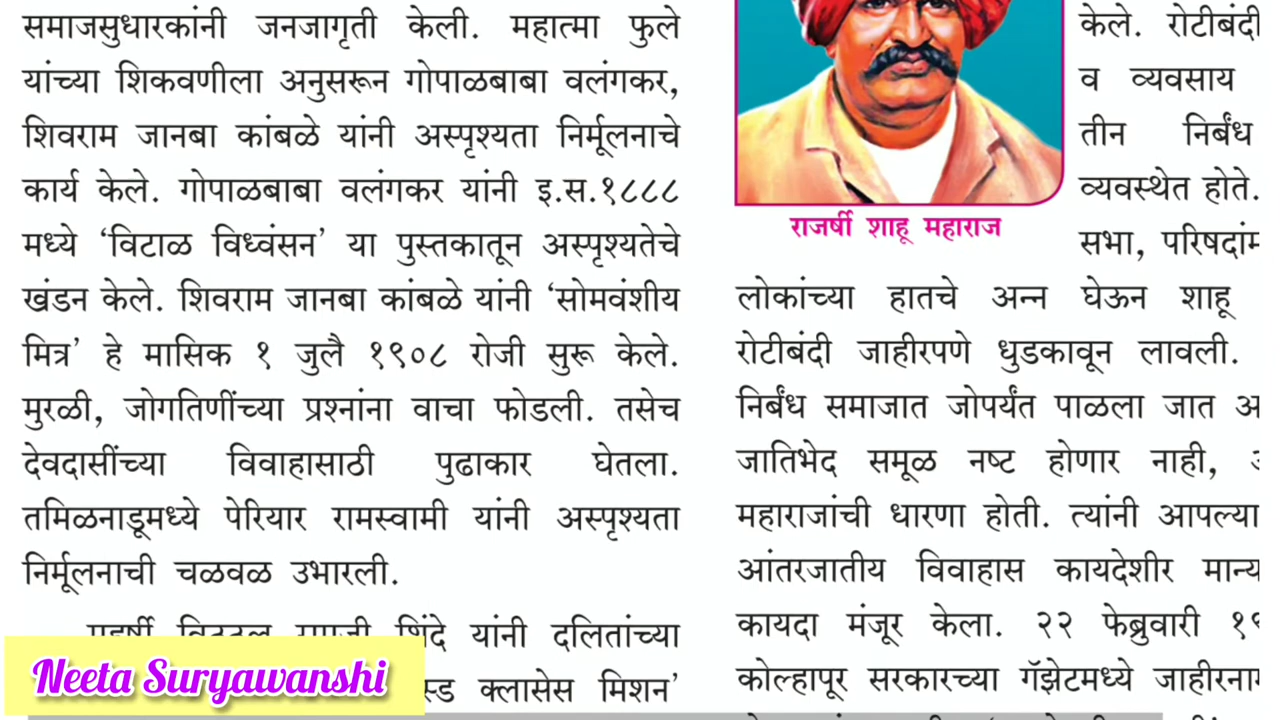 समाजसुधारकांनी जनजागृती केली. महात्मा फुले
यांच्या शिकवणीला अनुसरून गोपाळबाबा वलंगकर,
शिवराम जानबा कांबळे यांनी अस्पृश्यता निर्मूलनाचे
कार्य केले. गोपाळबाबा वलंगकर यांनी इ.स.१८८८
मध्ये ‘विटाळ विध्वंसन’ या पुस्तकातून अस्पृश्यतेचे
खंडन केले. शिवराम जानबा कांबळे यांनी ‘सोमवंशीय
मित्र’ हे मासिक १ जुलै १९०८ रोजी सुरू केले.
मुरळी, जोगतिणींच्या प्रश्नांना वाचा फोडली. तसेच
देवदासींच्या विवाहासाठी पुढाकार घेतला.
तमिळनाडूमध्ये पेरियार रामस्वामी यांनी अस्पृश्यता
निर्मूलनाची चळवळ उभारली.
शिंदे यांनी दलितांच्या
क्लासेस मिशन’
Neeta Suryawanshi
राजर्षी शाहू महाराज
केले. रोटीबंदी
व व्यवसाय
तीन निर्बंध
व्यवस्थेत होते.
सभा,
लोकांच्या हातचे अन्न घेऊन शाहू
रोटीबंदी जाहीरपणे धुडकावून लावली.
निर्बंध समाजात जोपर्यंत पाळला जात
जातिभेद समूळ नष्ट होणार नाही,
महाराजांची धारणा होती. त्यांनी आपल्या
आंतरजातीय विवाहास कायदेशीर मान्य
कायदा मंजूर केला. २२ फेब्रुवारी
कोल्हापूर सरकारच्या गॅझेटमध्ये